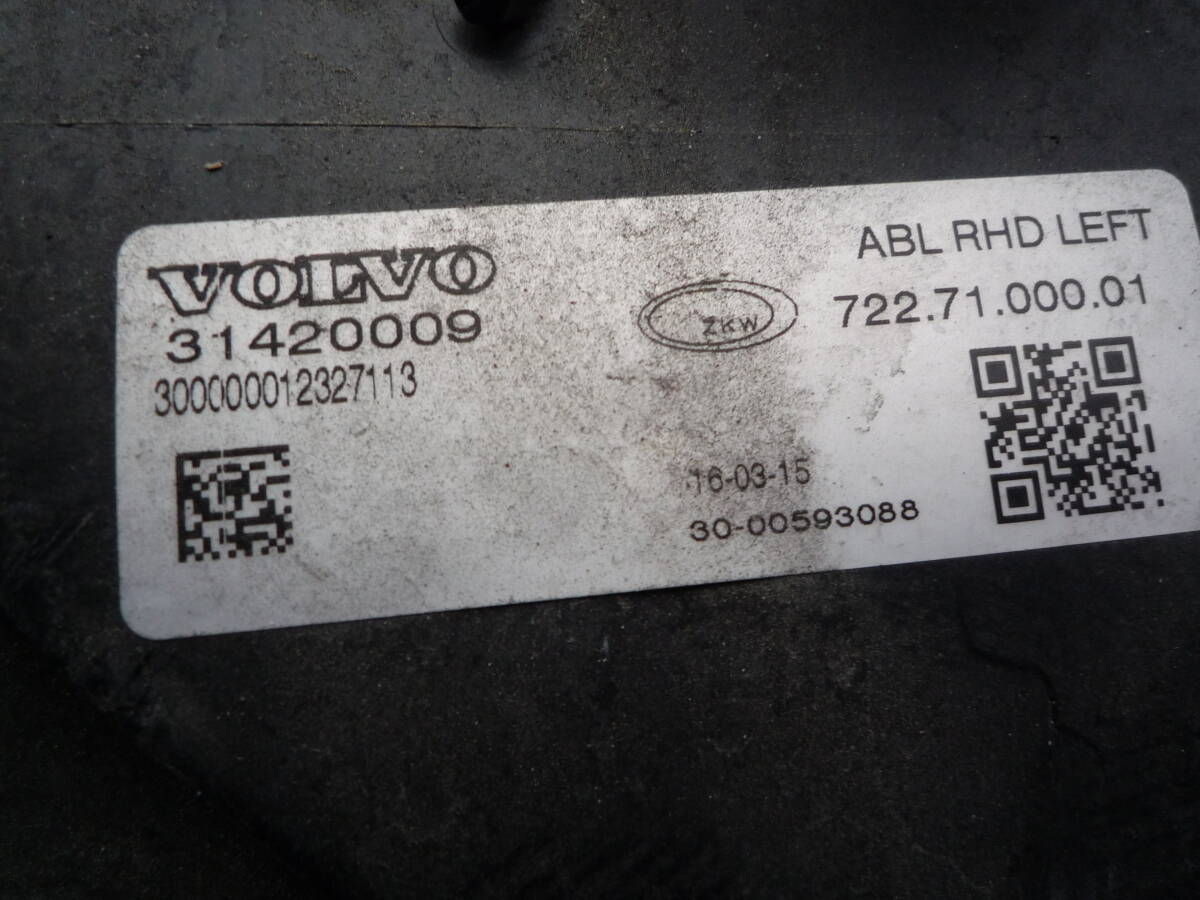 VOLVO
31420009
300000012327113
ABL RHD LEFT
ZKW
722.71.000.01
16-03-15
30-00593088